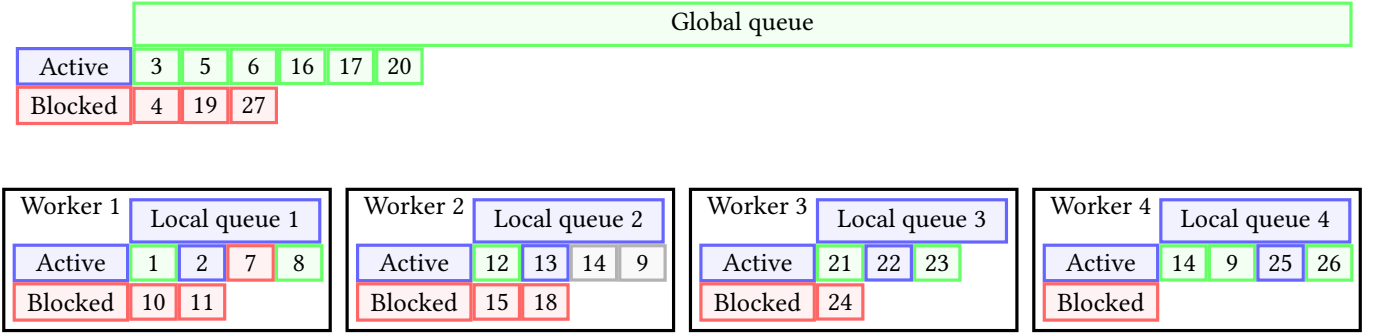 Global queue
Active 3 5 6 16 17 20
Blocked 4 19 27
Worker 1 Local queue 1
Active 1 2 7 8
Blocked 10 11
Worker 2 Local queue 2
Active 12 13 14 9
Blocked 15 18
Worker 3 Local queue 3
Active 21 22 23
Blocked 24
Worker 4 Local queue 4
Active 14 9 25 26
Blocked